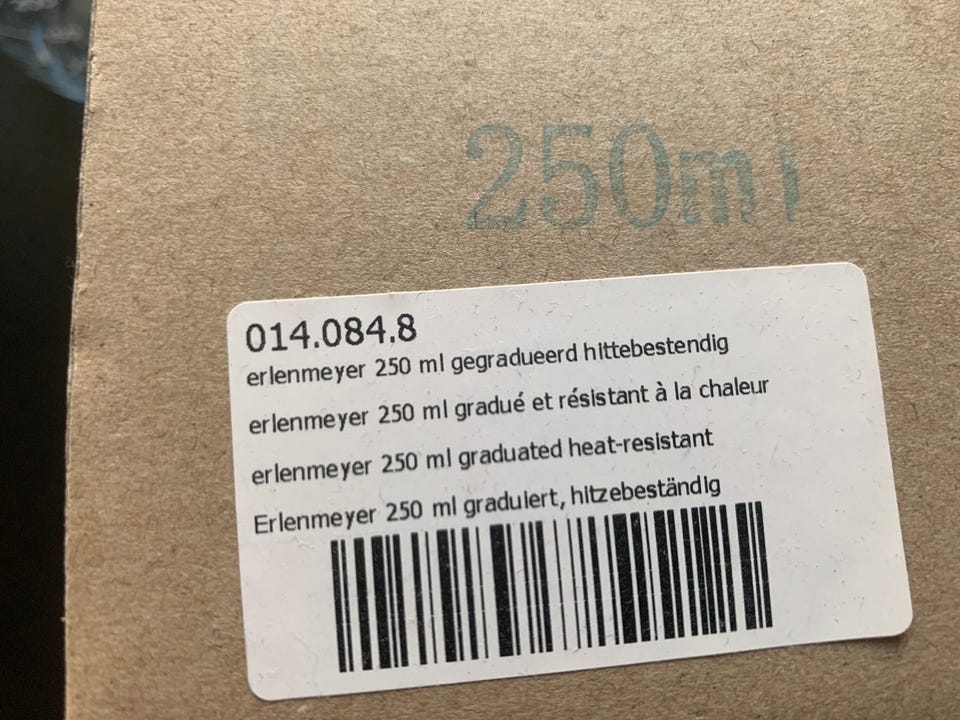 250ml
014.084.8
erlenmeyer 250 ml gegradueerd hittebestendig
erlenmeyer 250 ml gradué et résistant à la chaleur
erlenmeyer 250 ml graduated heat-resistant
Erlenmeyer 250 ml graduiert, hitzebeständig